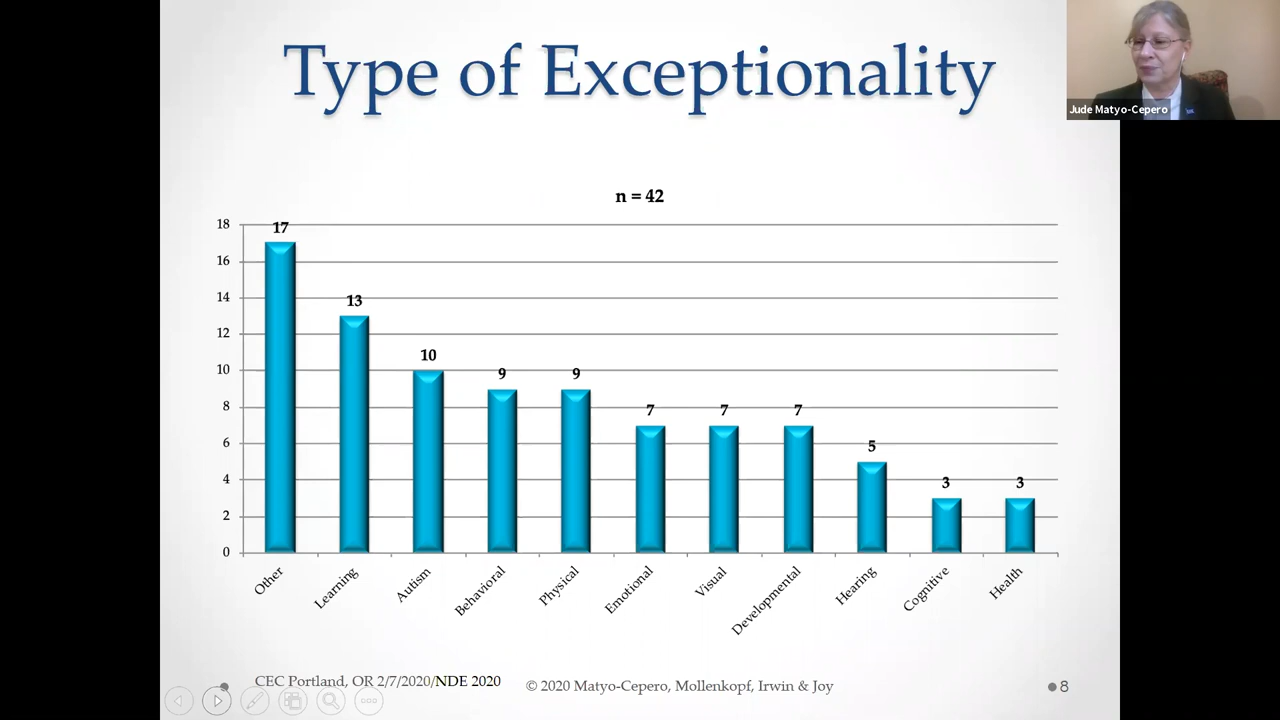 Type of Exceptionality
Jude Matyo-Cepero
n = 42
18
16
14
12
10
8
6
4
2
0
17
13
10
9
9
7
7
7
5
3
3
Other
Learning
Autism
Behavioral
Physical
Emotional
Visual
Developmental
Hearing
Cognitive
Health
CEC Portland, OR 2/7/2020/NDE 2020
© 2020 Matyo-Cepero, Mollenkopf, Irwin & Joy
8